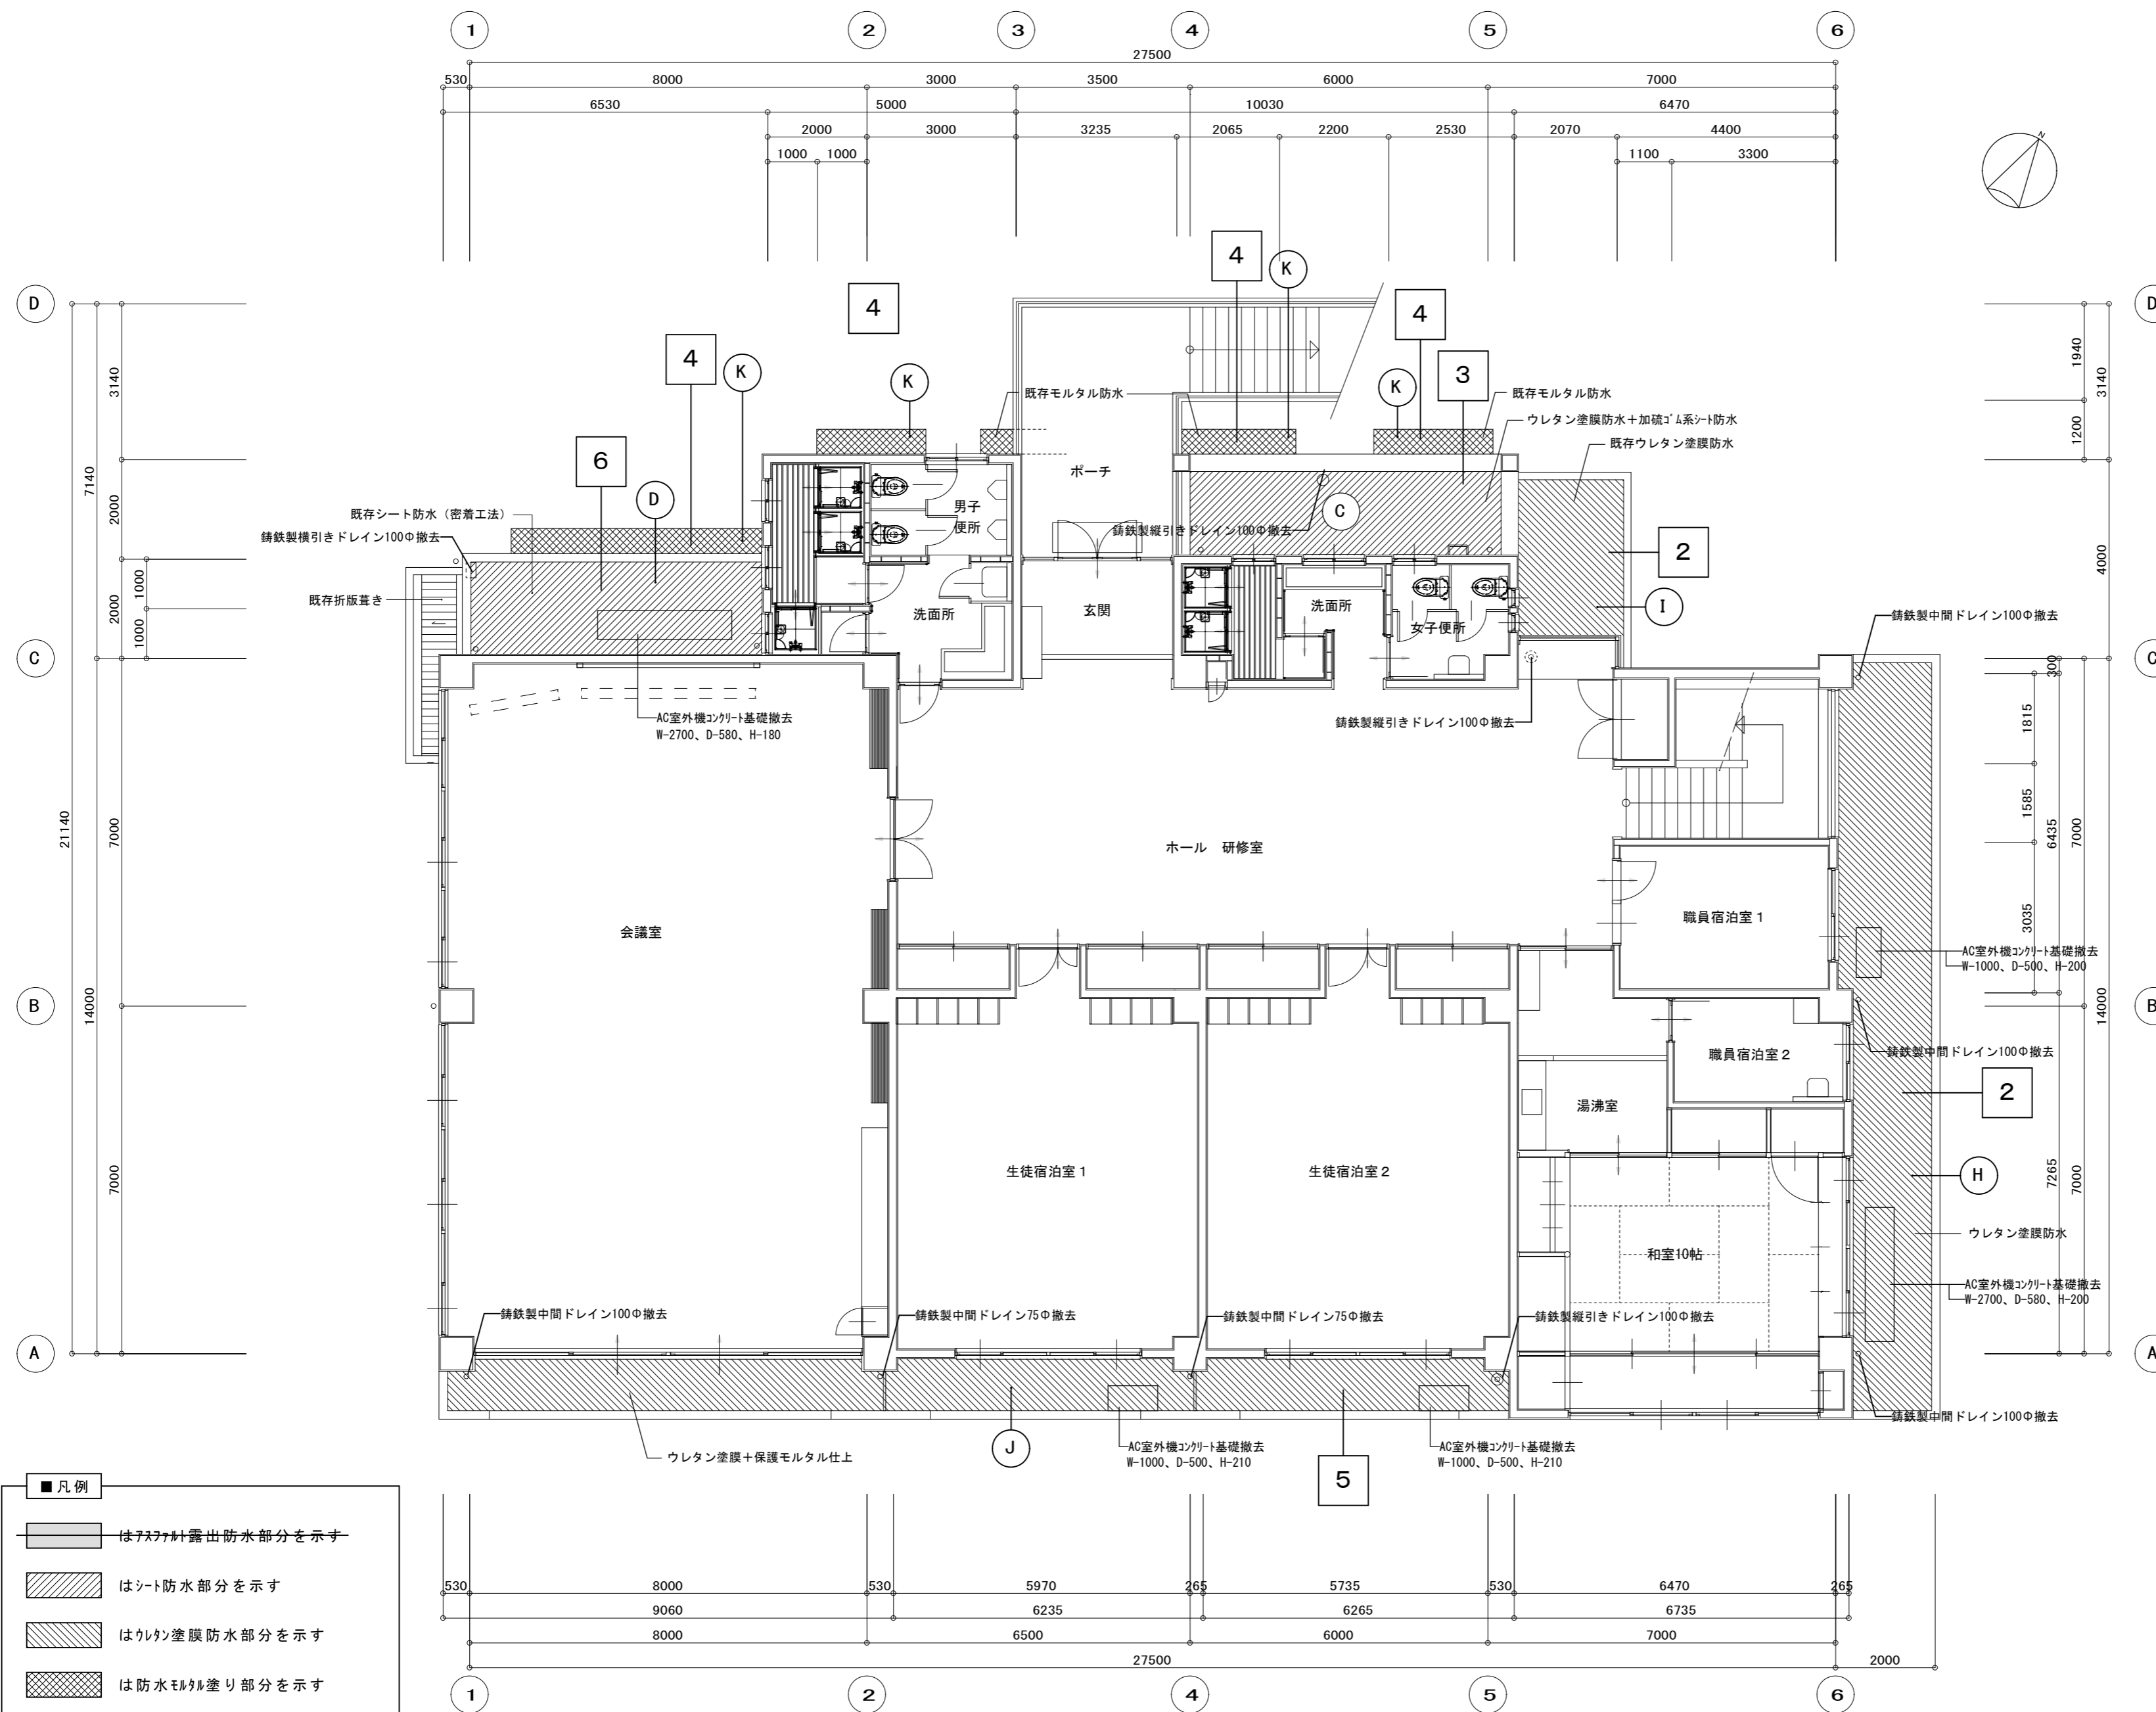 1 2 3 4 5 6
27500
530 8000 3000 3500 6000 7000
6530 5000 10030 6470
2000 3000 3235 2065 2200 2530 2070 4400
1000 1000 1100 3300
N
4 K
D 4 4 D
4 K K K 3
3140 1940 3140 1200
既存モルタル防水
既存モルタル防水
ウレタン塗膜防水+加硫ゴム系シート防水
既存ウレタン塗膜防水
6 D
ポーチ
7140 2000 4000
男子
便所
既存シート防水（密着工法）
鋳鉄製横引きドレイン100Φ撤去
鋳鉄製縦引きドレイン100Φ撤去
C
2
I
既存折版葺き
2000 1000 1000
洗面所
玄関
洗面所
女子便所
鋳鉄製中間ドレイン100Φ撤去
C C
300
AC室外機コンクリート基礎撤去
W-2700、D-580、H-180
鋳鉄製縦引きドレイン100Φ撤去
21140 7000 1815 1585 6435 7000 3035
ホール　研修室
会議室
職員宿泊室１
AC室外機コンクリート基礎撤去
W-1000、D-500、H-200
B B
14000 14000
鋳鉄製中間ドレイン100Φ撤去
職員宿泊室２
2
湯沸室
7000 7265 7000
生徒宿泊室１
生徒宿泊室２
H
ウレタン塗膜防水
和室10帖
AC室外機コンクリート基礎撤去
W-2700、D-580、H-200
鋳鉄製中間ドレイン100Φ撤去
鋳鉄製中間ドレイン75Φ撤去
鋳鉄製中間ドレイン75Φ撤去
鋳鉄製縦引きドレイン100Φ撤去
A A
鋳鉄製中間ドレイン100Φ撤去
ウレタン塗膜+保護モルタル仕上
J
AC室外機コンクリート基礎撤去
W-1000、D-500、H-210
5
AC室外機コンクリート基礎撤去
W-1000、D-500、H-210
■凡例
はアスファルト露出防水部分を示す
はシート防水部分を示す
はウレタン塗膜防水部分を示す
は防水モルタル塗り部分を示す
530 8000 530 5970 265 5735 530 6470 265
9060 6235 6265 6735
8000 6500 6000 7000
27500 2000
1 2 4 5 6